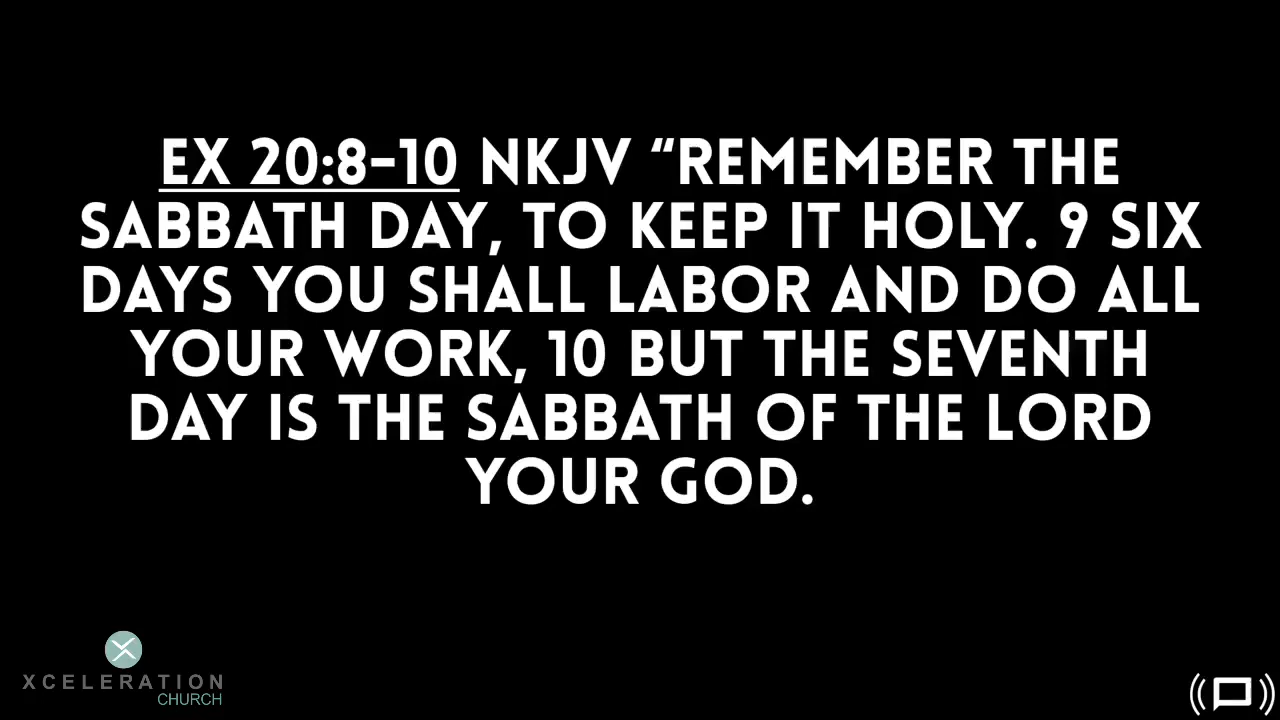 EX 20:8-10 NKJV “REMEMBER THE
SABBATH DAY, TO KEEP IT HOLY. 9 SIX
DAYS YOU SHALL LABOR AND DO ALL
YOUR WORK, 10 BUT THE SEVENTH
DAY IS THE SABBATH OF THE LORD
YOUR GOD.
XCELERATION
CHURCH